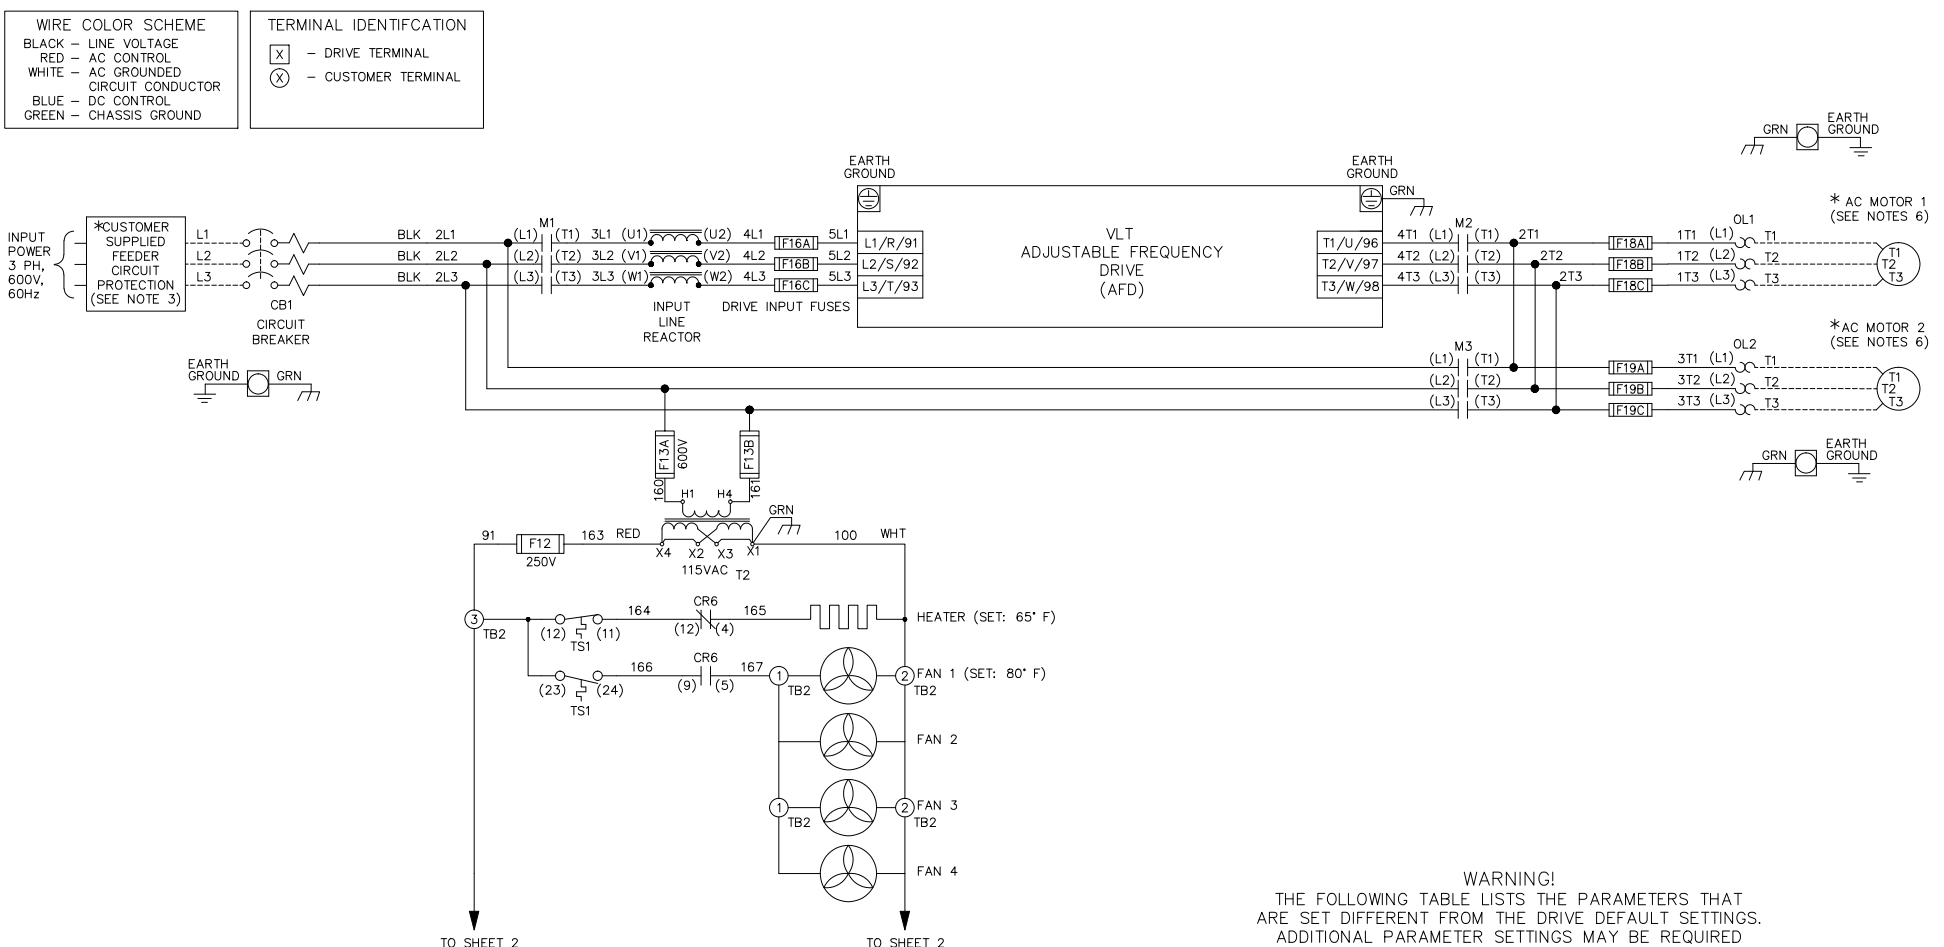 WIRE COLOR SCHEME
BLACK – LINE VOLTAGE
RED – AC CONTROL
WHITE – AC GROUNDED
CIRCUIT CONDUCTOR
BLUE – DC CONTROL
GREEN – CHASSIS GROUND
TERMINAL IDENTIFCATION
X – DRIVE TERMINAL
X – CUSTOMER TERMINAL
INPUT
POWER
3 PH,
600V,
60Hz
*CUSTOMER
SUPPLIED
FEEDER
CIRCUIT
PROTECTION
(SEE NOTE 3)
L1
L2
L3
CB1
CIRCUIT
BREAKER
EARTH
GROUND
GRN
BLK 2L1
BLK 2L2
BLK 2L3
M1
(L1) (T1) 3L1 (U1) (U2) 4L1 F16A 5L1
(L2) (T2) 3L2 (V1) (V2) 4L2 F16B 5L2
(L3) (T3) 3L3 (W1) (W2) 4L3 F16C 5L3
INPUT
LINE
REACTOR
DRIVE INPUT FUSES
EARTH
GROUND
L1/R/91
L2/S/92
L3/T/93
VLT
ADJUSTABLE FREQUENCY
DRIVE
(AFD)
EARTH
GROUND
GRN
T1/U/96
T2/V/97
T3/W/98
M2
4T1 (L1) (T1) 2T1 F18A 1T1 (L1) T1
4T2 (L2) (T2) 2T2 F18B 1T2 (L2) T2
4T3 (L3) (T3) 2T3 F18C 1T3 (L3) T3
OL1
GRN
EARTH
GROUND
* AC MOTOR 1
(SEE NOTES 6)
T1
T2
T3
M3
(L1) (T1) F19A 3T1 (L1) T1
(L2) (T2) F19B 3T2 (L2) T2
(L3) (T3) F19C 3T3 (L3) T3
OL2
*AC MOTOR 2
(SEE NOTES 6)
T1
T2
T3
GRN
EARTH
GROUND
F13A
600V
F13B
160
161
H1 H4
GRN
91 F12 163 RED
250V
X4 X2 X3 X1
115VAC T2
100 WHT
3
TB2
(12) (11)
TS1
164
CR6
(12) (4)
165
HEATER (SET: 65° F)
(23) (24)
TS1
166
CR6
(9) (5)
167
1
TB2
2
TB2
FAN 1 (SET: 80° F)
FAN 2
1
TB2
2
TB2
FAN 3
FAN 4
TO SHEET 2
TO SHEET 2
WARNING!
THE FOLLOWING TABLE LISTS THE PARAMETERS THAT
ARE SET DIFFERENT FROM THE DRIVE DEFAULT SETTINGS.
ADDITIONAL PARAMETER SETTINGS MAY BE REQUIRED